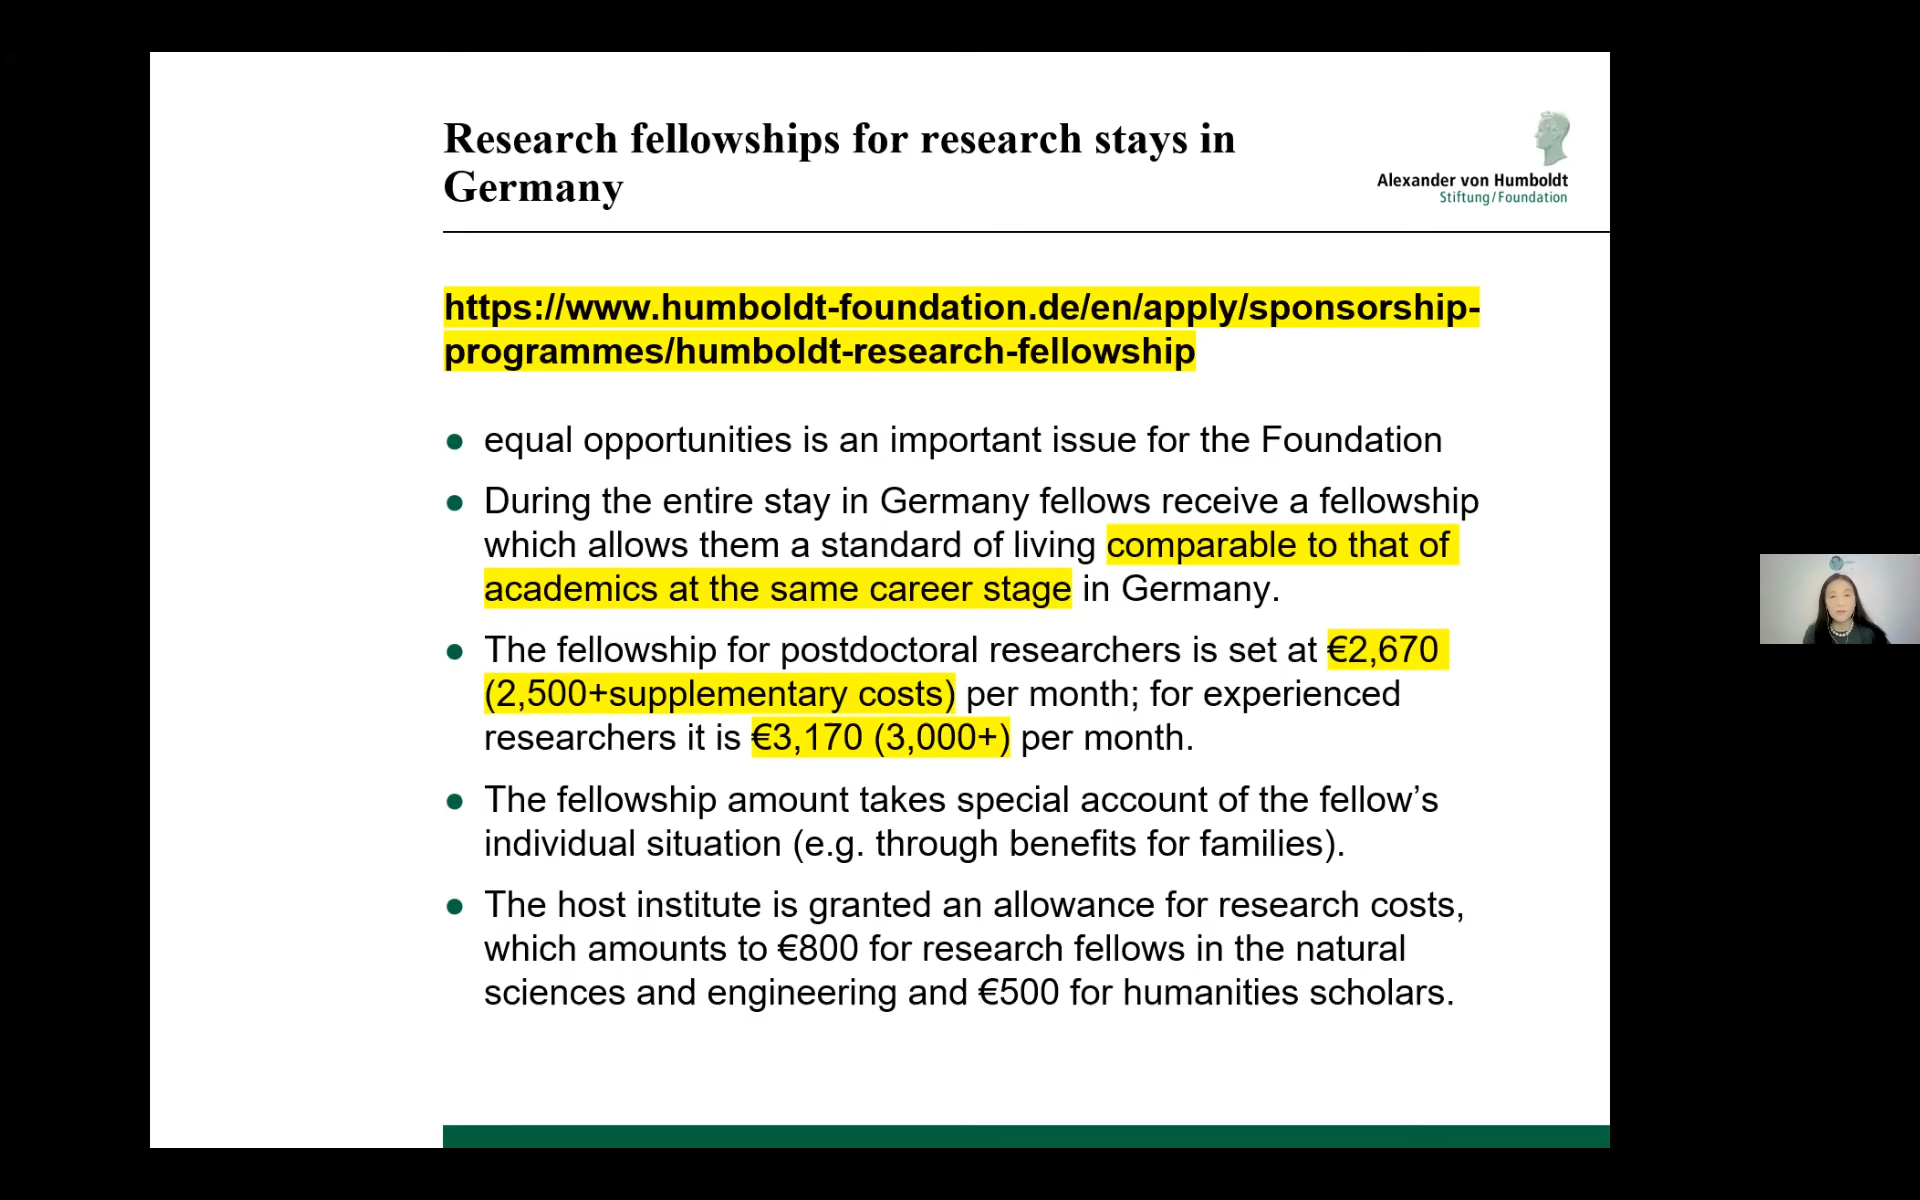 Research fellowships for research stays in
Germany
Alexander von Humboldt
Stiftung/Foundation
https://www.humboldt-foundation.de/en/apply/sponsorship-
programmes/humboldt-research-fellowship
equal opportunities is an important issue for the Foundation
During the entire stay in Germany fellows receive a fellowship
which allows them a standard of living comparable to that of
academics at the same career stage in Germany.
The fellowship for postdoctoral researchers is set at €2,670
(2,500+supplementary costs) per month; for experienced
researchers it is €3,170 (3,000+) per month.
The fellowship amount takes special account of the fellow’s
individual situation (e.g. through benefits for families).
The host institute is granted an allowance for research costs,
which amounts to €800 for research fellows in the natural
sciences and engineering and €500 for humanities scholars.